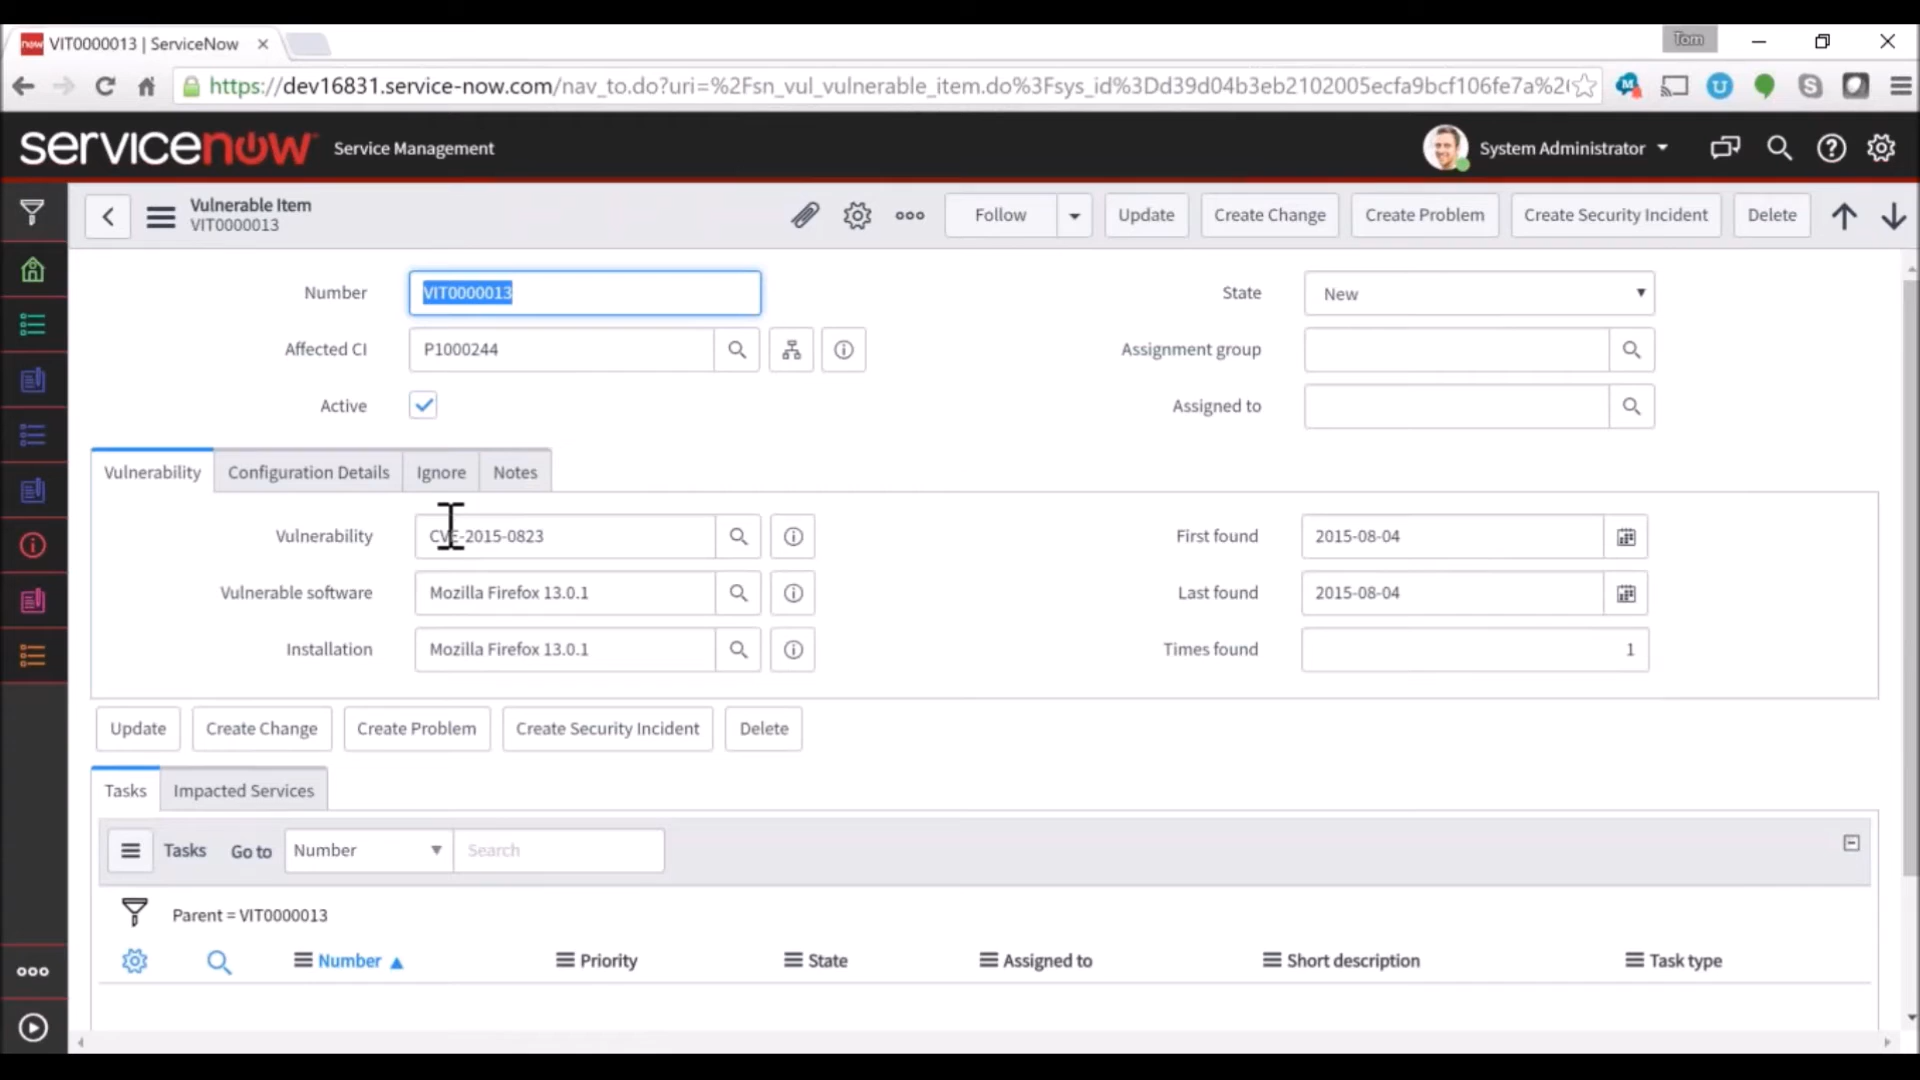 VIT0000013 | ServiceNow
Tom
https://dev16831.service-now.com/nav_to.do?uri=%2Fsn_vul_vulnerable_item.do%3Fsys_id%3Dd39d04b3eb2102005ecfa9bcf106fe7a%2(
servicenow Service Management System Administrator
Vulnerable Item
VIT0000013
Follow Update Create Change Create Problem Create Security Incident Delete
Number VIT0000013 State New
Affected CI P1000244 Assignment group
Active Assigned to
Vulnerability Configuration Details Ignore Notes
Vulnerability CVE-2015-0823 First found 2015-08-04
Vulnerable software Mozilla Firefox 13.0.1 Last found 2015-08-04
Installation Mozilla Firefox 13.0.1 Times found 1
Update Create Change Create Problem Create Security Incident Delete
Tasks Impacted Services
Tasks Go to Number Search
Parent = VIT0000013
Number Priority State Assigned to Short description Task type